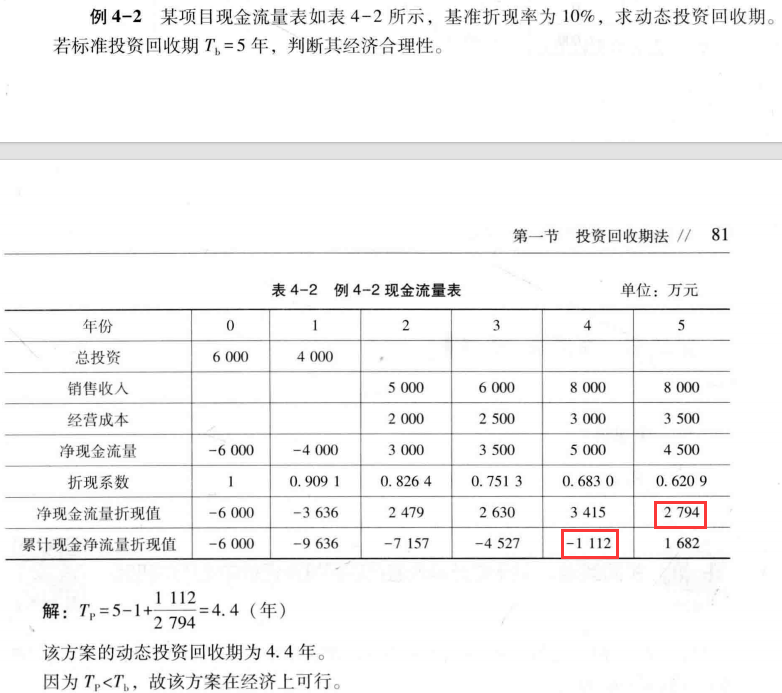 例 4-2 某项目现金流量表如表 4-2 所示，基准折现率为 10%，求动态投资回收期。
若标准投资回收期 T_b=5 年，判断其经济合理性。
第一节 投资回收期法 // 81
表 4-2 例 4-2 现金流量表 单位：万元
年份 0 1 2 3 4 5
总投资 6 000 4 000
销售收入 5 000 6 000 8 000 8 000
经营成本 2 000 2 500 3 000 3 500
净现金流量 -6 000 -4 000 3 000 3 500 5 000 4 500
折现系数 1 0.909 1 0.826 4 0.751 3 0.683 0 0.620 9
净现金流量折现值 -6 000 -3 636 2 479 2 630 3 415 2 794
累计现金净流量折现值 -6 000 -9 636 -7 157 -4 527 -1 112 1 682
解：T_P=5-1+1 112/2 794=4.4（年）
该方案的动态投资回收期为 4.4 年。
因为 T_P<T_b，故该方案在经济上可行。